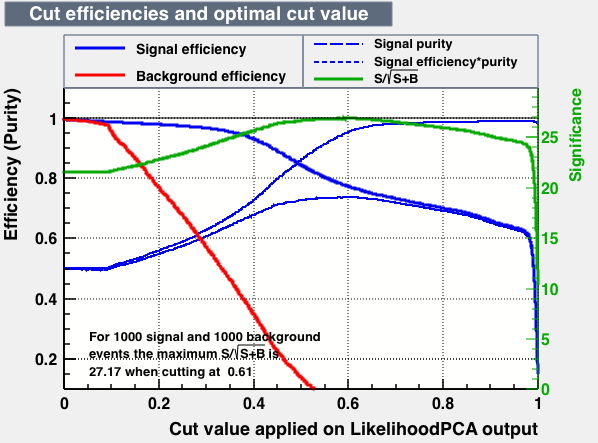 Cut efficiencies and optimal cut value
Signal efficiency
Background efficiency
Signal purity
Signal efficiency*purity
S/√S+B
Efficiency (Purity)
1
0.8
0.6
0.4
0.2
Significance
25
20
15
10
5
0
For 1000 signal and 1000 background
events the maximum S/√S+B is
27.17 when cutting at 0.61
0 0.2 0.4 0.6 0.8 1
Cut value applied on LikelihoodPCA output